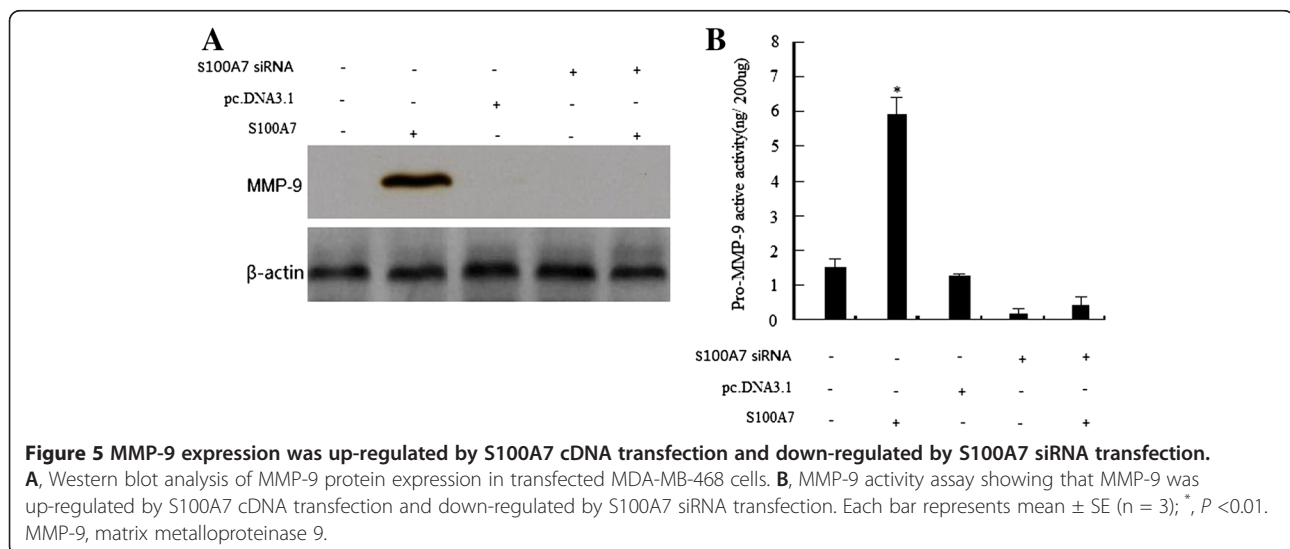 A
S100A7 siRNA - - - + +
pc.DNA3.1 - - + - -
S100A7 - + - - +
MMP-9
β-actin
B
Pro-MMP-9 active activity(ng/ 200ug)
8
7
6
5
4
3
2
1
0
*
S100A7 siRNA - - - + +
pc.DNA3.1 - - + - -
S100A7 - + - - +
Figure 5 MMP-9 expression was up-regulated by S100A7 cDNA transfection and down-regulated by S100A7 siRNA transfection.
A, Western blot analysis of MMP-9 protein expression in transfected MDA-MB-468 cells. B, MMP-9 activity assay showing that MMP-9 was
up-regulated by S100A7 cDNA transfection and down-regulated by S100A7 siRNA transfection. Each bar represents mean ± SE (n = 3); *, P <0.01.
MMP-9, matrix metalloproteinase 9.